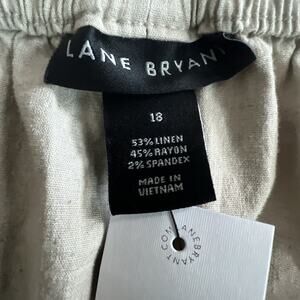 LANE BRYANT
18
53% LINEN
45% RAYON
2% SPANDEX
MADE IN
VIETNAM
LANEBRYANT.COM